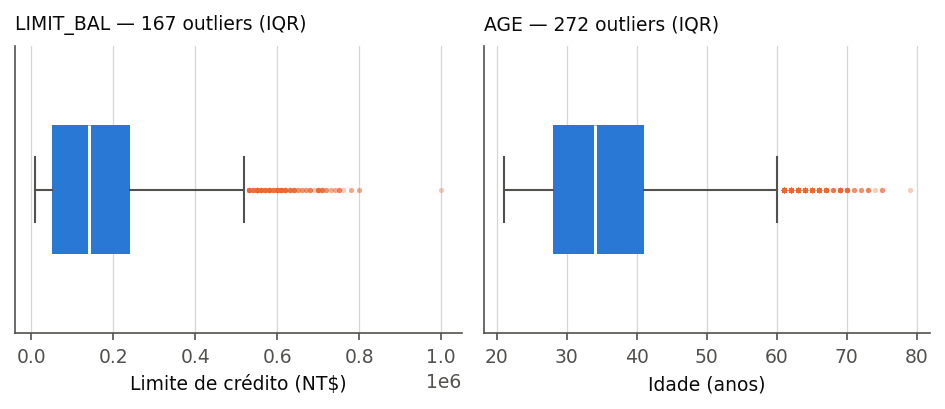 LIMIT_BAL — 167 outliers (IQR)
0.0 0.2 0.4 0.6 0.8 1.0
1e6
Limite de crédito (NT$)
AGE — 272 outliers (IQR)
20 30 40 50 60 70 80
Idade (anos)